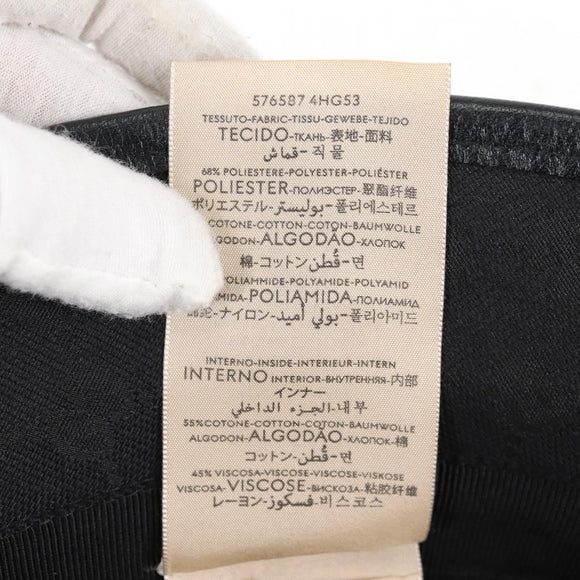 576587 4HG53
TESSUTO-FABRIC-TISSU-GEWEBE-TEJIDO
TECIDO-ТКАНЬ-表地-面料
قماش-직물
68% POLIESTERE-POLYESTER-POLIÉSTER
POLIESTER-ПОЛИЭСТЕР-聚酯纤维
ポリエステル-بوليستر-폴리에스테르
COTONE-COTTON-COTON-BAUMWOLLE
ALGODÃO-ХЛОПОК
棉-コットン-قُطن-면
POLYAMIDE-POLYAMID
POLIAMIDA-ПОЛИАМИД
ナイロン-بولي أميد-폴리아미드
INTERNO-INSIDE-INTERIEUR-INTERN
INTERNO INTERIOR-ВНУТРЕННЯЯ-内部
インナー
الجزء الداخلي-내부
55%COTONE-COTTON-COTON-BAUMWOLLE
ALGODON-ALGODÃO-ХЛОПОК-棉
コットン-قُطن-면
45% VISCOSA-VISCOSE-VISCOSE-VISKOSE
VISCOSA-VISCOSE-ВИСКОЗА-粘胶纤维
レーヨン-فسكوز-비스코스